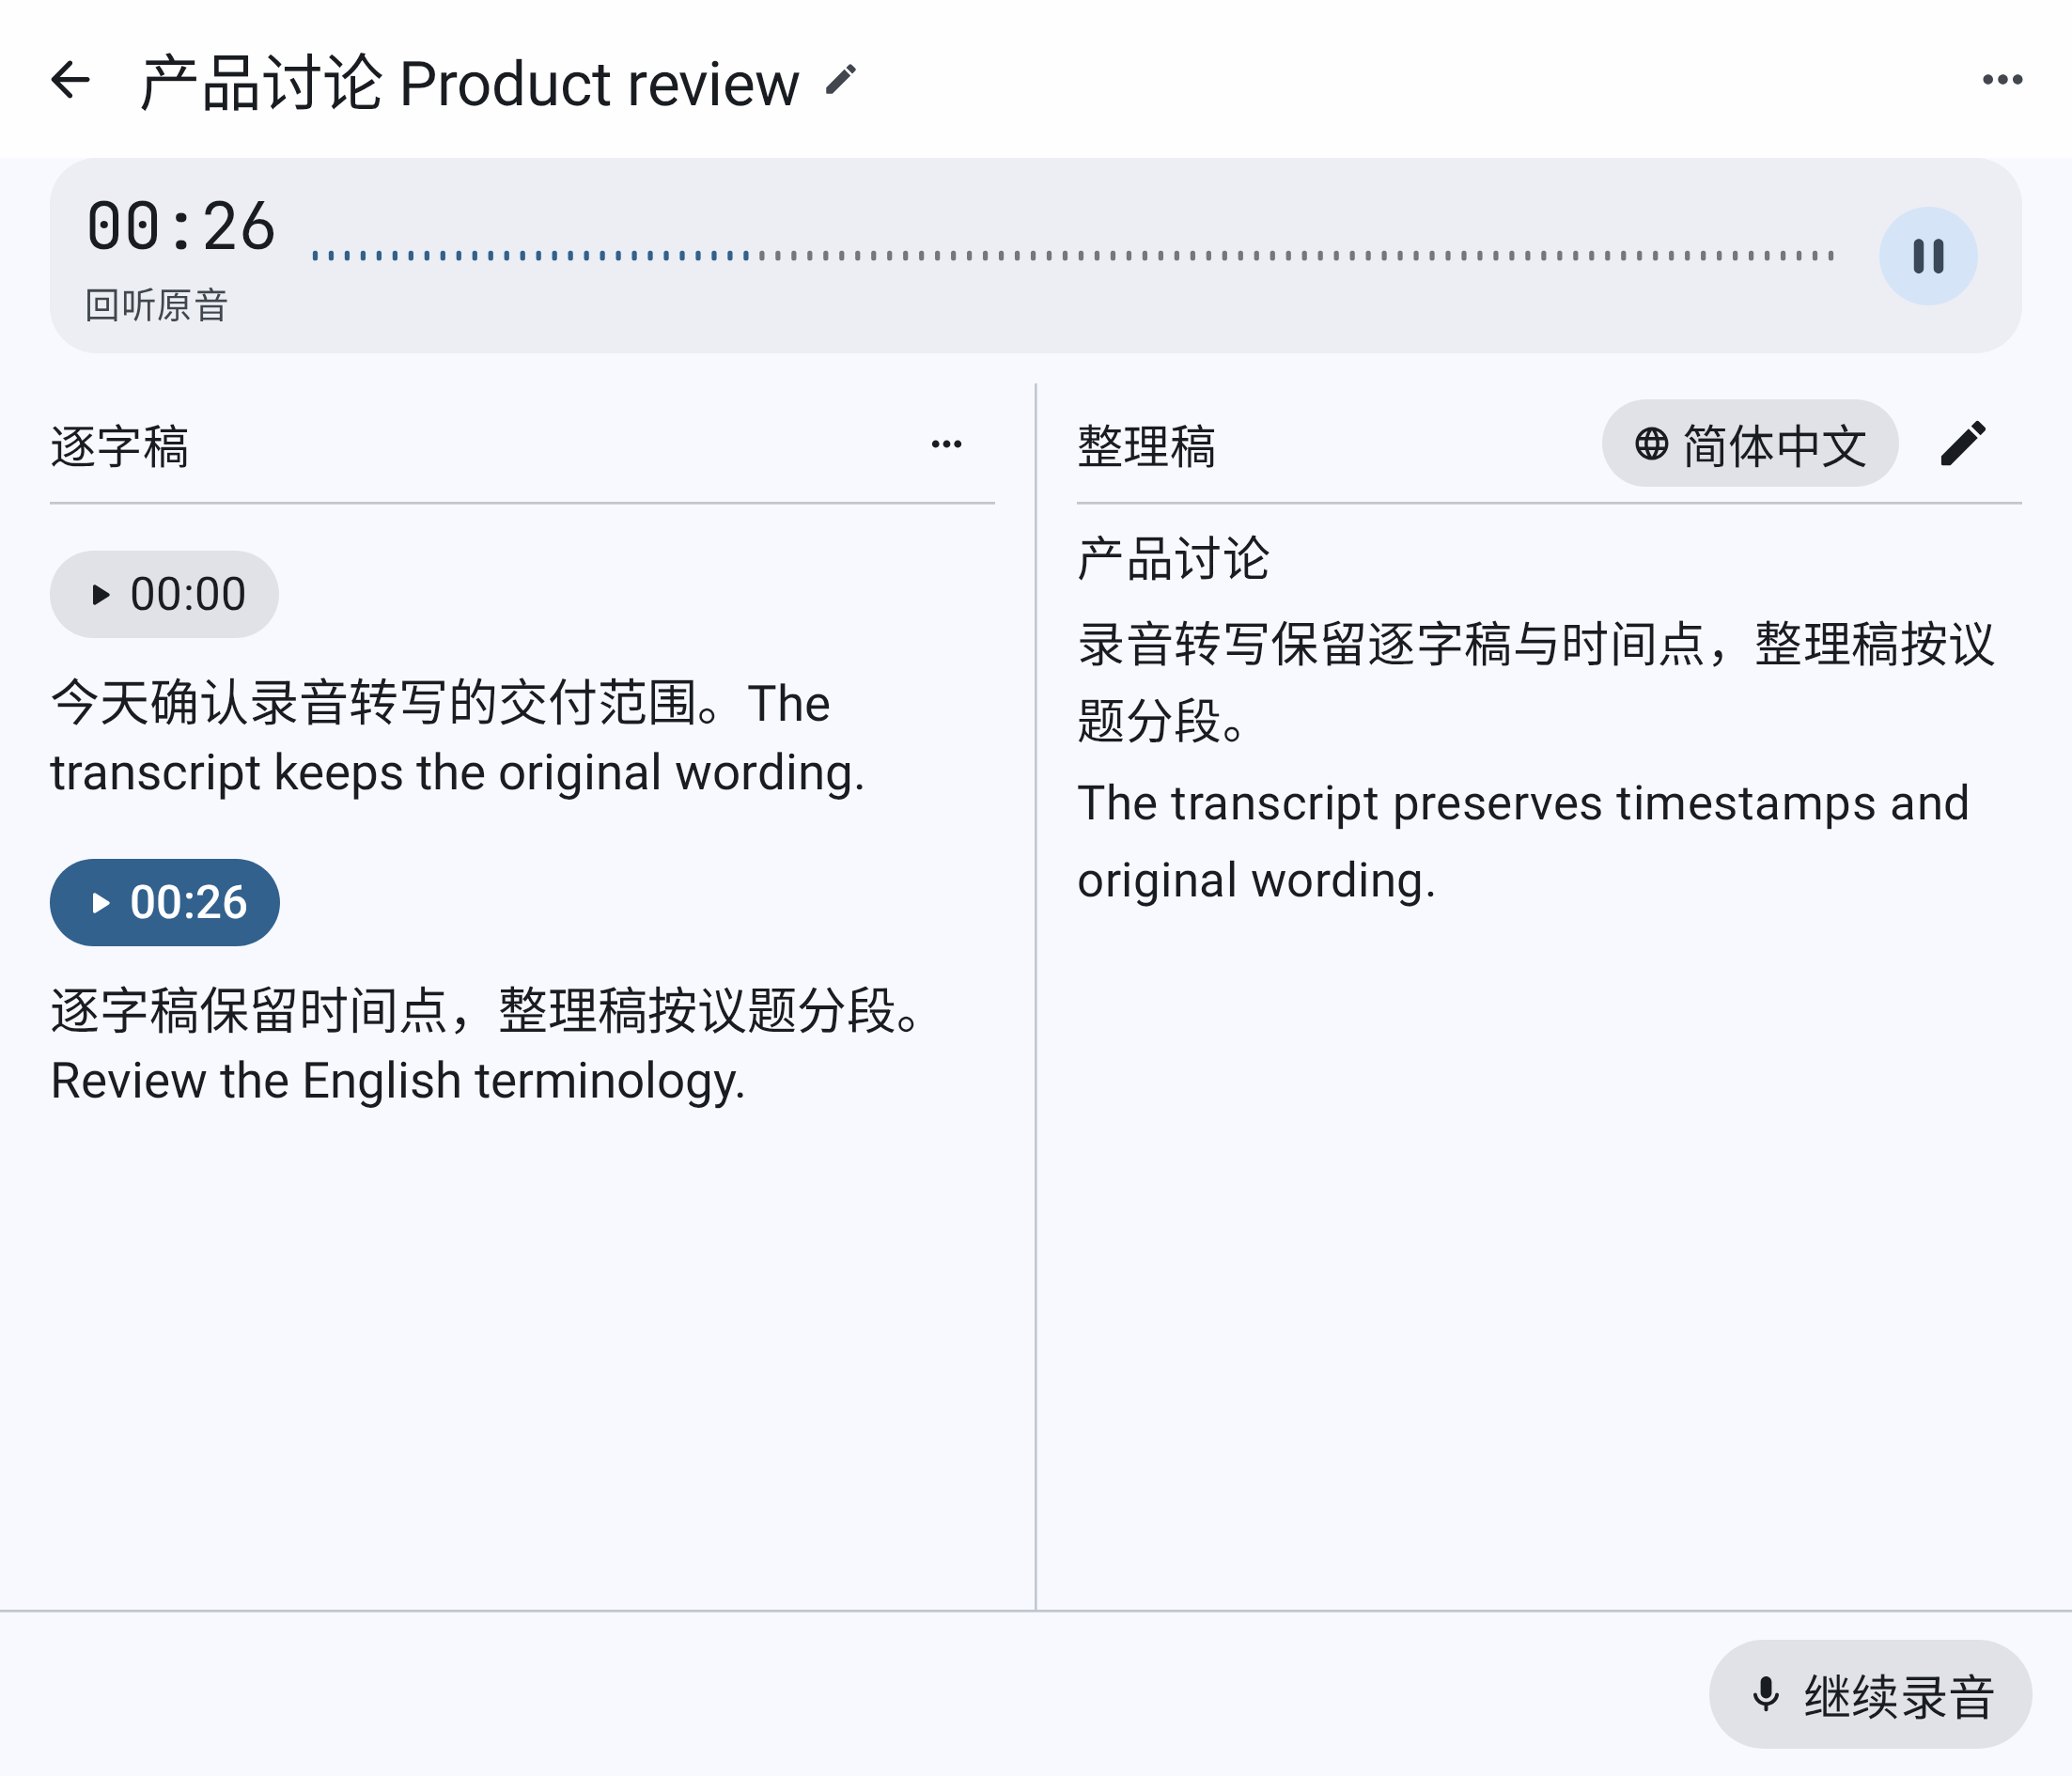 产品讨论 Product review
00:26
回听原音
逐字稿
00:00
今天确认录音转写的交付范围。The
transcript keeps the original wording.
00:26
逐字稿保留时间点，整理稿按议题分段。
Review the English terminology.
整理稿
简体中文
产品讨论
录音转写保留逐字稿与时间点，整理稿按议
题分段。
The transcript preserves timestamps and
original wording.
继续录音